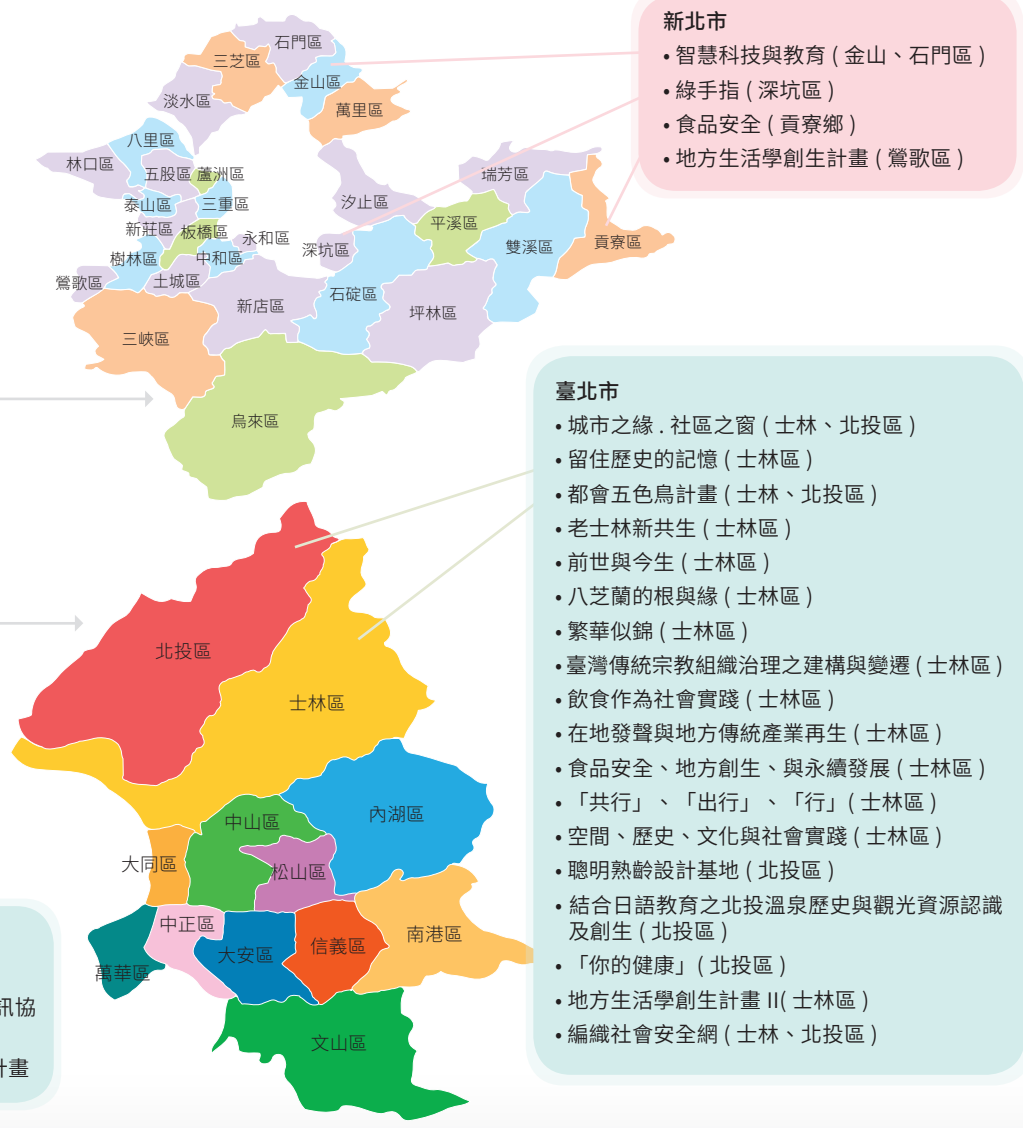 新北市
• 智慧科技與教育 ( 金山、石門區 )
• 綠手指 ( 深坑區 )
• 食品安全 ( 貢寮鄉 )
• 地方生活學創生計畫 ( 鶯歌區 )
石門區
三芝區
金山區
淡水區
萬里區
八里區
林口區
五股區
蘆洲區
瑞芳區
泰山區
三重區
汐止區
平溪區
新莊區
板橋區
永和區
貢寮區
深坑區
雙溪區
樹林區
中和區
鶯歌區
土城區
石碇區
新店區
坪林區
三峽區
烏來區
臺北市
• 城市之緣 . 社區之窗 ( 士林、北投區 )
• 留住歷史的記憶 ( 士林區 )
• 都會五色鳥計畫 ( 士林、北投區 )
• 老士林新共生 ( 士林區 )
• 前世與今生 ( 士林區 )
• 八芝蘭的根與緣 ( 士林區 )
• 繁華似錦 ( 士林區 )
• 臺灣傳統宗教組織治理之建構與變遷 ( 士林區 )
• 飲食作為社會實踐 ( 士林區 )
• 在地發聲與地方傳統產業再生 ( 士林區 )
• 食品安全、地方創生、與永續發展 ( 士林區 )
• 「共行」、「出行」、「行」( 士林區 )
• 空間、歷史、文化與社會實踐 ( 士林區 )
• 聰明熟齡設計基地 ( 北投區 )
• 結合日語教育之北投溫泉歷史與觀光資源認識
及創生 ( 北投區 )
• 「你的健康」( 北投區 )
• 地方生活學創生計畫 II( 士林區 )
• 編織社會安全網 ( 士林、北投區 )
北投區
士林區
內湖區
中山區
大同區
松山區
中正區
南港區
信義區
大安區
萬華區
文山區
訊協
計畫